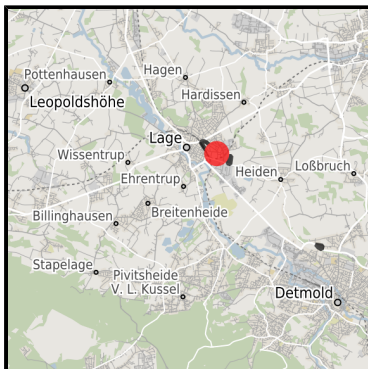 Hagen
Pottenhausen
Hardissen
Leopoldshöhe
Lage
Wissentrup
Loßbruch
Heiden
Ehrentrup
Breitenheide
Billinghausen
Stapelage
Pivitsheide
V. L. Kussel
Detmold